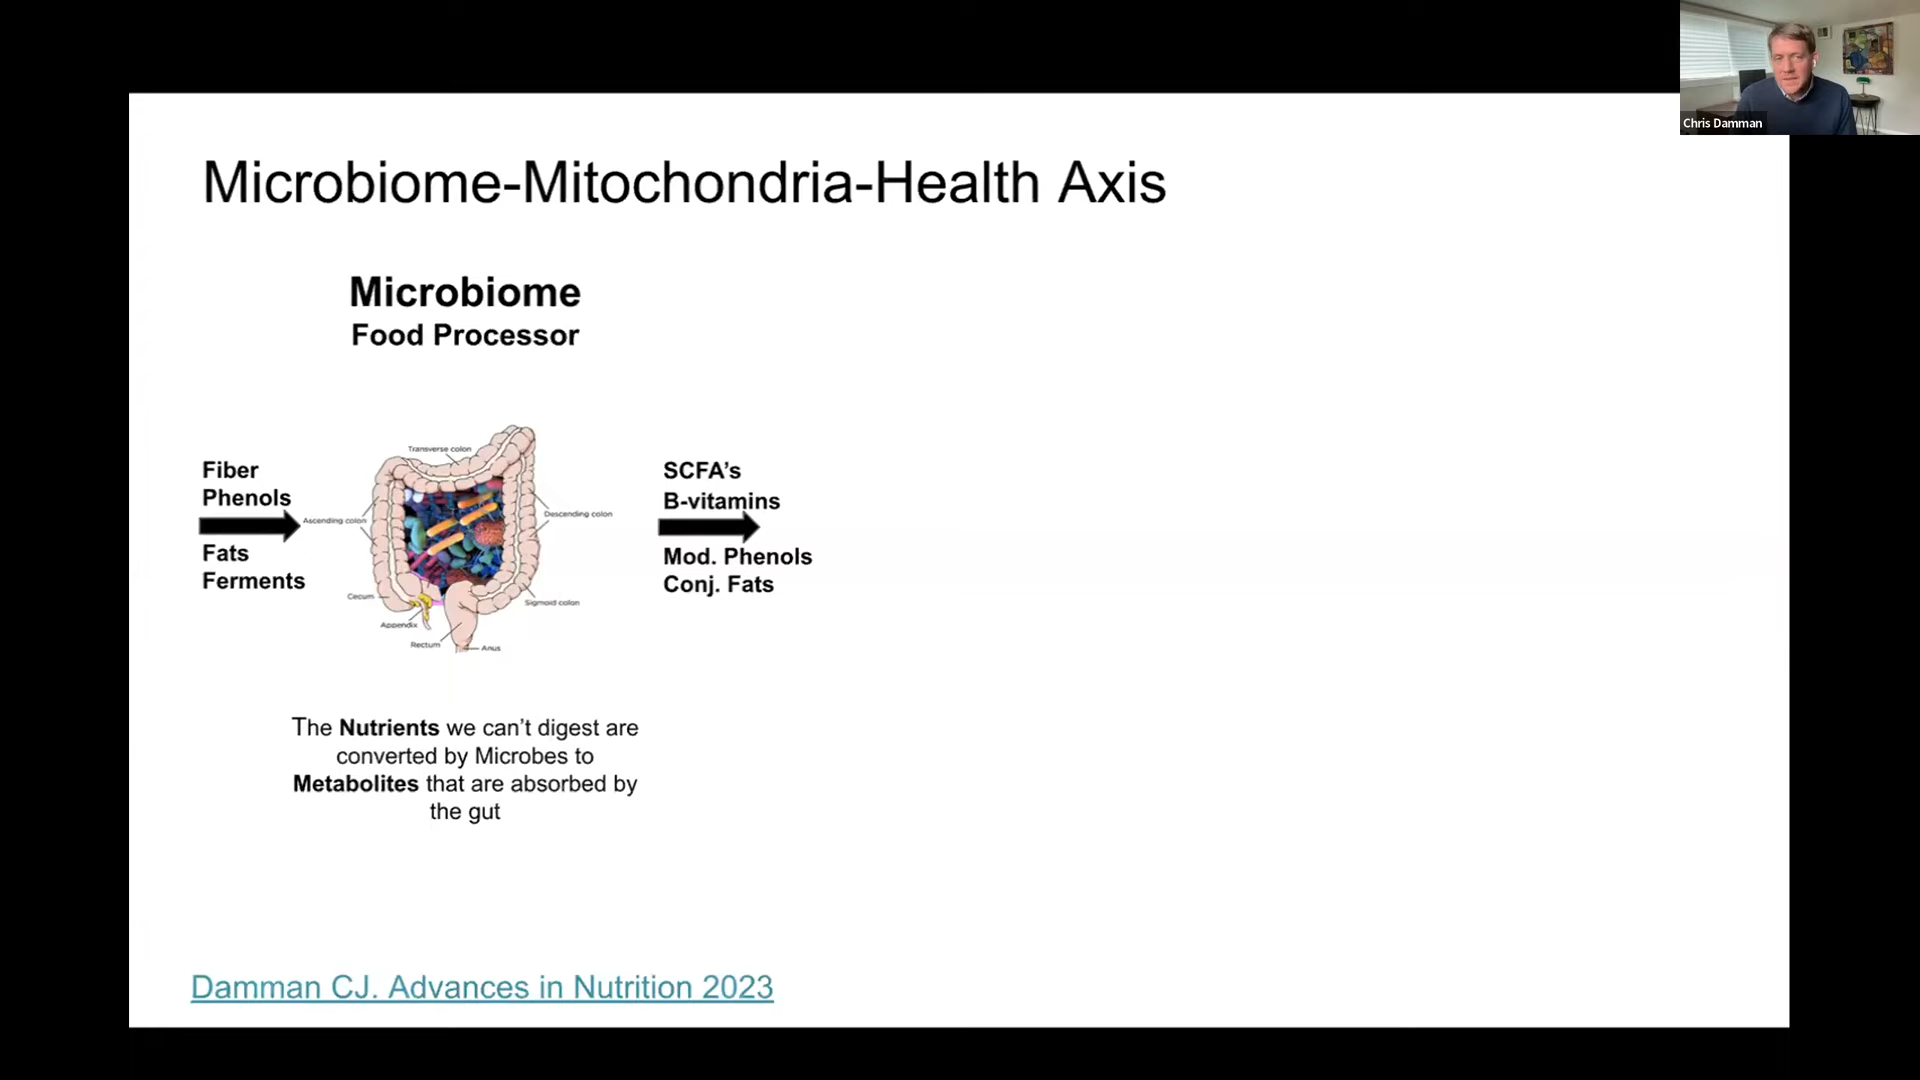 Chris Damman
Microbiome-Mitochondria-Health Axis
Microbiome
Food Processor
Fiber
Phenols
Fats
Ferments
Transverse colon
Ascending colon
Descending colon
Cecum
Sigmoid colon
Appendix
Rectum
Anus
SCFA's
B-vitamins
Mod. Phenols
Conj. Fats
The Nutrients we can't digest are
converted by Microbes to
Metabolites that are absorbed by
the gut
Damman CJ. Advances in Nutrition 2023